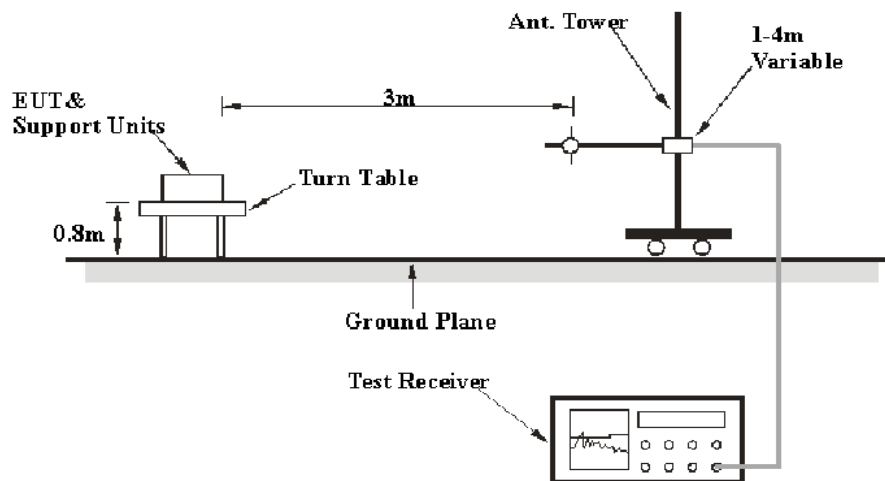 Ant. Tower
1-4m
Variable
3m
EUT&
Support Units
Turn Table
0.8m
Ground Plane
Test Receiver